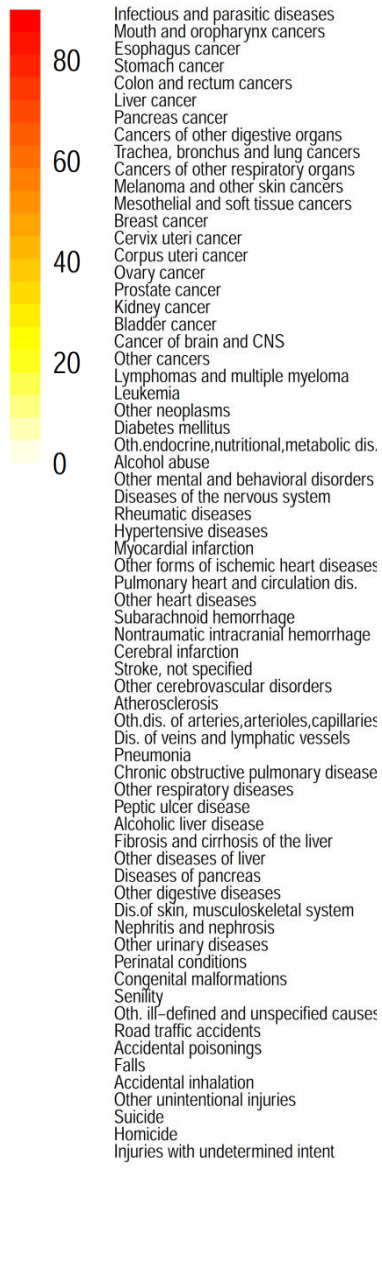 80
60
40
20
0
Infectious and parasitic diseases
Mouth and oropharynx cancers
Esophagus cancer
Stomach cancer
Colon and rectum cancers
Liver cancer
Pancreas cancer
Cancers of other digestive organs
Trachea, bronchus and lung cancers
Cancers of other respiratory organs
Melanoma and other skin cancers
Mesothelial and soft tissue cancers
Breast cancer
Cervix uteri cancer
Corpus uteri cancer
Ovary cancer
Prostate cancer
Kidney cancer
Bladder cancer
Cancer of brain and CNS
Other cancers
Lymphomas and multiple myeloma
Leukemia
Other neoplasms
Diabetes mellitus
Oth.endocrine,nutritional,metabolic dis.
Alcohol abuse
Other mental and behavioral disorders
Diseases of the nervous system
Rheumatic diseases
Hypertensive diseases
Myocardial infarction
Other forms of ischemic heart diseases
Pulmonary heart and circulation dis.
Other heart diseases
Subarachnoid hemorrhage
Nontraumatic intracranial hemorrhage
Cerebral infarction
Stroke, not specified
Other cerebrovascular disorders
Atherosclerosis
Oth.dis. of arteries,arterioles,capillaries
Dis. of veins and lymphatic vessels
Pneumonia
Chronic obstructive pulmonary disease
Other respiratory diseases
Peptic ulcer disease
Alcoholic liver disease
Fibrosis and cirrhosis of the liver
Other diseases of liver
Diseases of pancreas
Other digestive diseases
Dis.of skin, musculoskeletal system
Nephritis and nephrosis
Other urinary diseases
Perinatal conditions
Congenital malformations
Senility
Oth. ill–defined and unspecified causes
Road traffic accidents
Accidental poisonings
Falls
Accidental inhalation
Other unintentional injuries
Suicide
Homicide
Injuries with undetermined intent